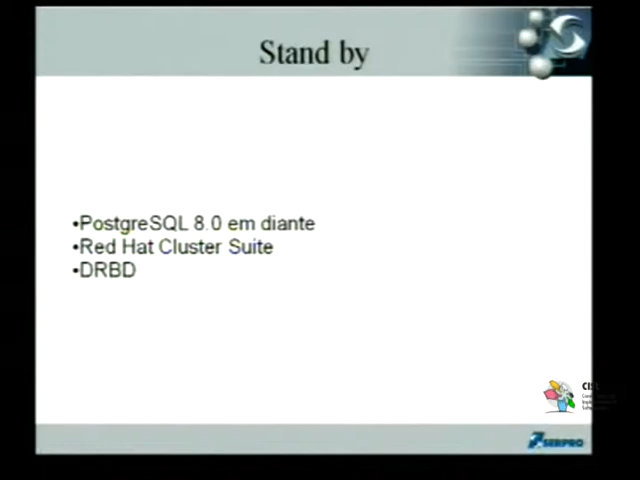 Stand by
•PostgreSQL 8.0 em diante
•Red Hat Cluster Suite
•DRBD
SERPRO